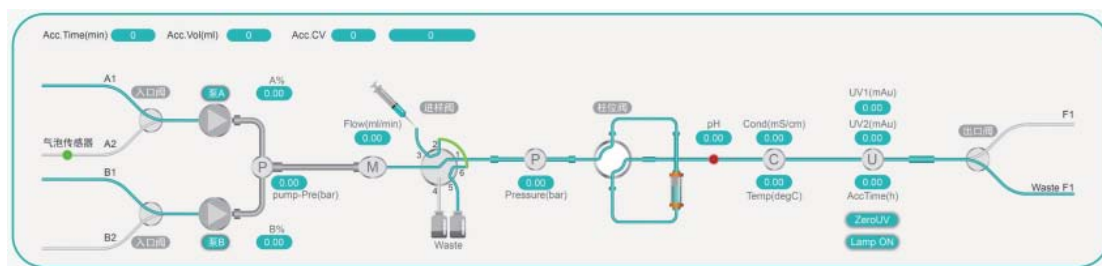 Acc.Time(min) 0 Acc.Vol(ml) 0 Acc.CV 0 0
A1
入口阀
泵A
A%
0.00
气泡传感器
A2
B1
B2
入口阀
泵B
B%
0.00
P
0.00
pump-Pre(bar)
Flow(ml/min)
0.00
M
进样阀
1
2
3
4
5
6
Waste
P
0.00
Pressure(bar)
柱位阀
pH
0.00
Cond(mS/cm)
0.00
C
0.00
Temp(degC)
UV1(mAu)
0.00
UV2(mAu)
0.00
U
0.00
AccTime(h)
ZeroUV
Lamp ON
出口阀
F1
Waste F1